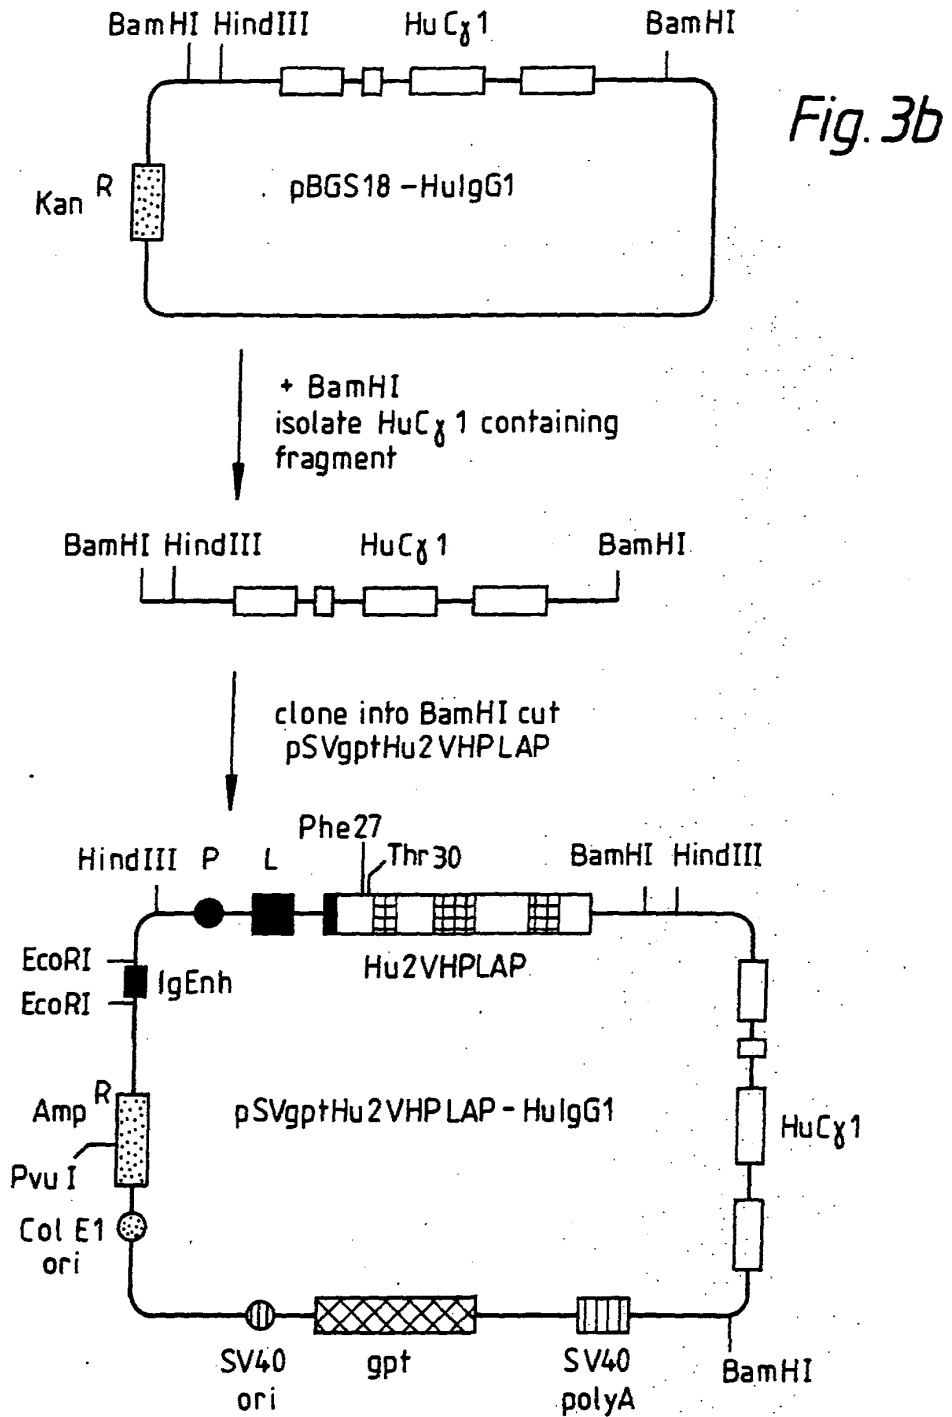 BamHI HindIII HuCγ1 BamHI
Fig. 3b
Kan R
pBGS18-HuIgG1
+ BamHI
isolate HuCγ1 containing
fragment
BamHI HindIII HuCγ1 BamHI
clone into BamHI cut
pSVgptHu2VHPLAP
Phe27
Thr30
HindIII P L BamHI HindIII
EcoRI
IgEnh
EcoRI
Hu2VHPLAP
Amp R
pSVgptHu2VHPLAP-HuIgG1
HuCγ1
PvuI
Col E1
ori
SV40
ori
gpt
SV40
polyA
BamHI